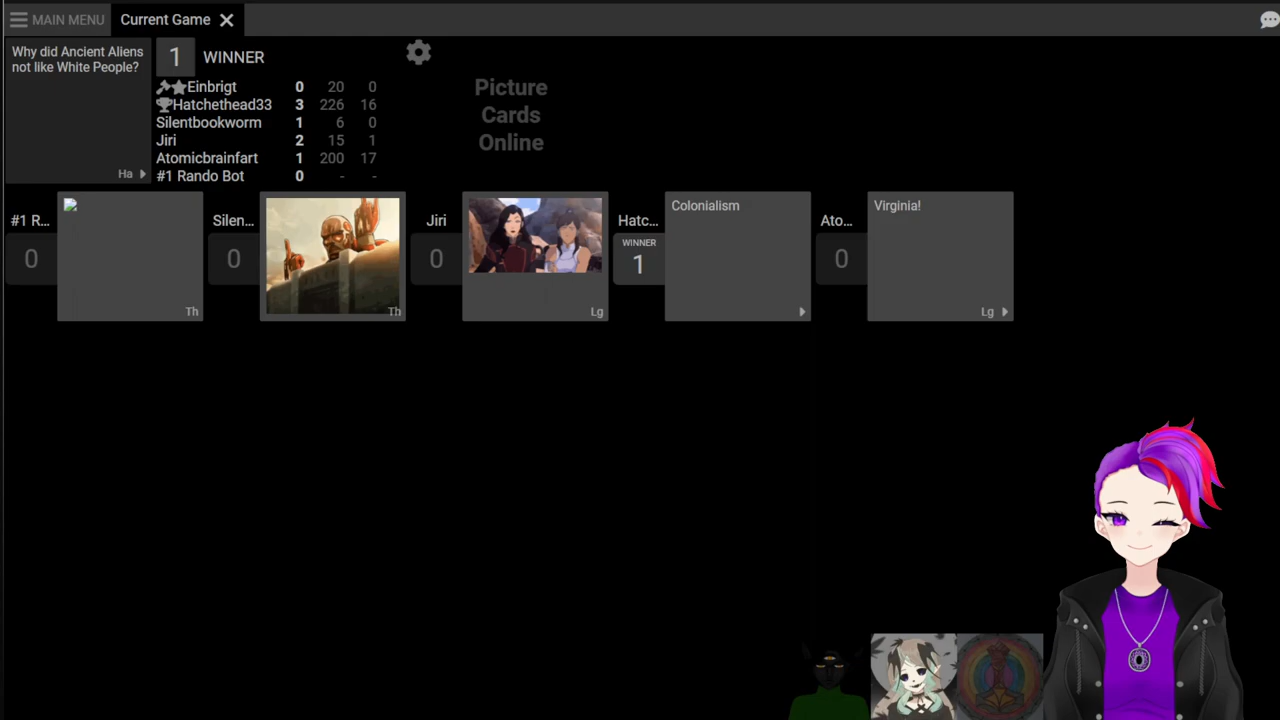 MAIN MENU
Current Game
Why did Ancient Aliens
not like White People?
Ha
1 WINNER
Einbrigt 0 20 0
Hatchethead33 3 226 16
Silentbookworm 1 6 0
Jiri 2 15 1
Atomicbrainfart 1 200 17
#1 Rando Bot 0 - -
Picture
Cards
Online
#1 R...
0
Th
Silen...
0
Th
Jiri
0
Lg
Hatc...
WINNER
1
Colonialism
Ato...
0
Virginia!
Lg